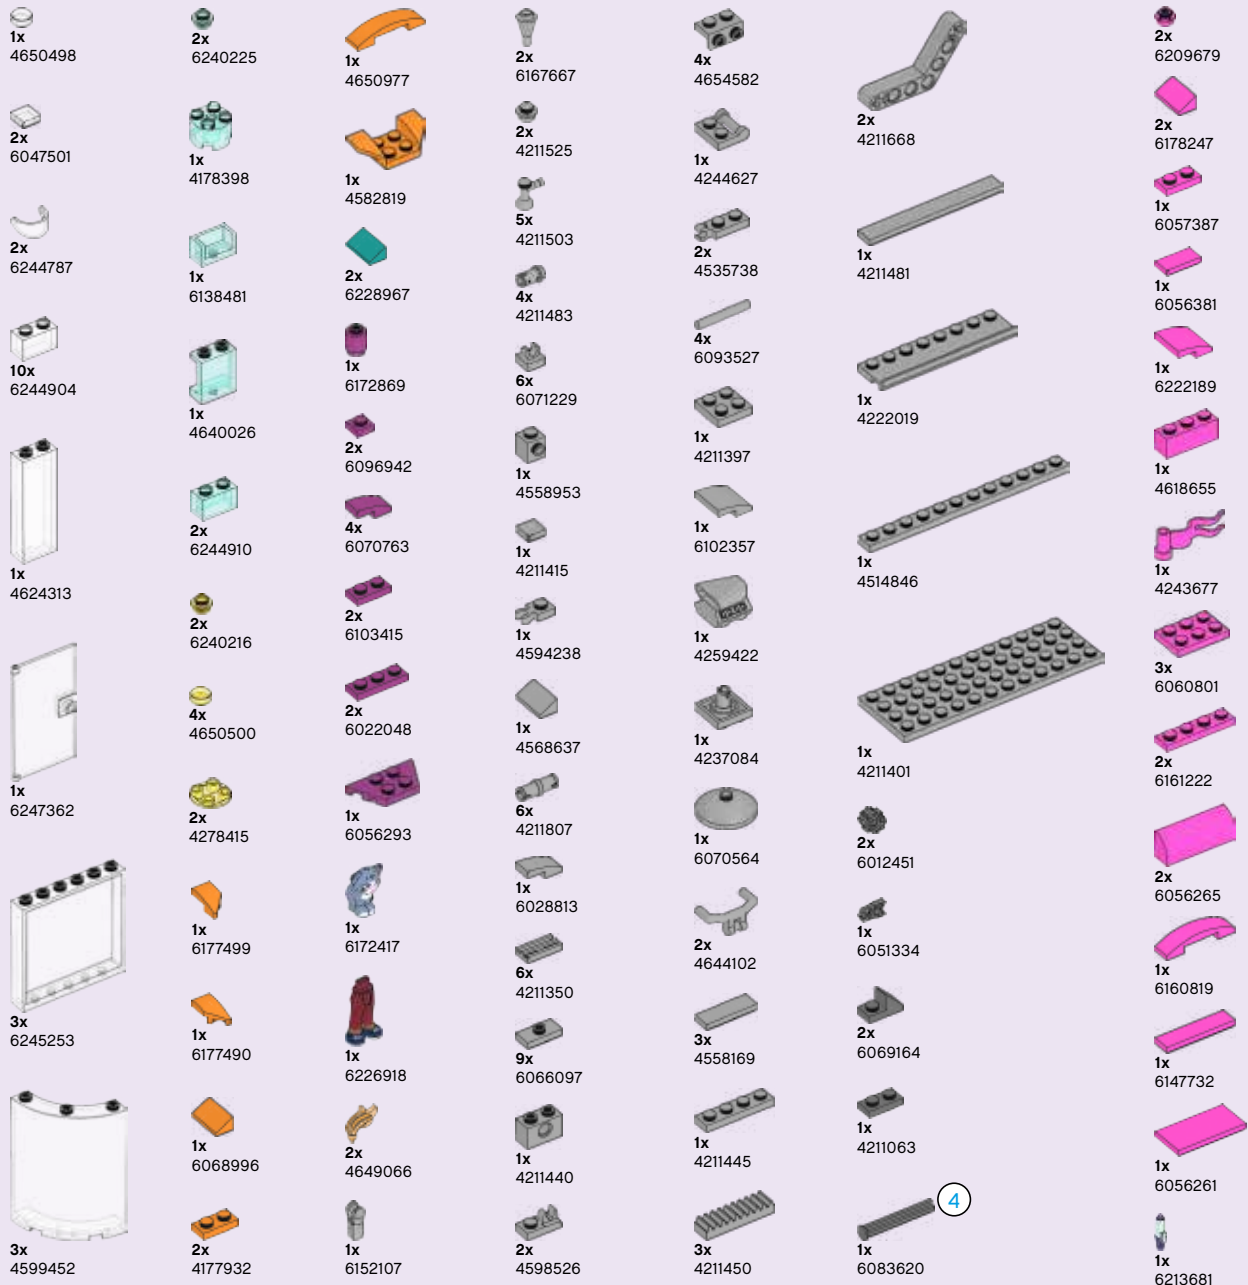 1x
4650498
2x
6047501
2x
6244787
10x
6244904
1x
4624313
1x
6247362
3x
6245253
3x
4599452
2x
6240225
1x
4178398
1x
6138481
1x
4640026
2x
6244910
2x
6240216
4x
4650500
2x
4278415
1x
6177499
1x
6177490
1x
6068996
2x
4177932
1x
4650977
1x
4582819
2x
6228967
1x
6172869
2x
6096942
4x
6070763
2x
6103415
2x
6022048
1x
6056293
1x
6172417
1x
6226918
2x
4649066
1x
6152107
2x
6167667
2x
4211525
5x
4211503
4x
4211483
6x
6071229
1x
4558953
1x
4211415
1x
4594238
1x
4568637
6x
4211807
1x
6028813
6x
4211350
9x
6066097
1x
4211440
2x
4598526
4x
4654582
1x
4244627
2x
4535738
4x
6093527
1x
4211397
1x
6102357
1x
4259422
1x
4237084
1x
6070564
2x
4644102
3x
4558169
1x
4211445
3x
4211450
2x
4211668
1x
4211481
1x
4222019
1x
4514846
1x
4211401
2x
6012451
1x
6051334
2x
6069164
1x
4211063
4
1x
6083620
2x
6209679
2x
6178247
1x
6057387
1x
6056381
1x
6222189
1x
4618655
1x
4243677
3x
6060801
2x
6161222
2x
6056265
1x
6160819
1x
6147732
1x
6056261
1x
6213681